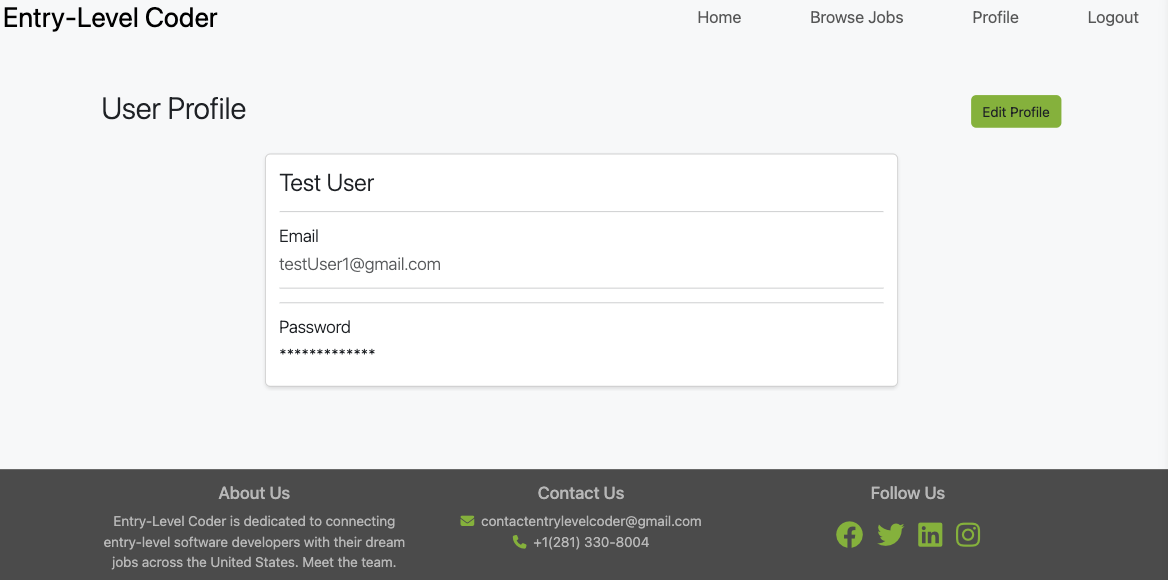 Entry-Level Coder
Home Browse Jobs Profile Logout
User Profile
Edit Profile
Test User
Email
testUser1@gmail.com
Password
*************
About Us
Entry-Level Coder is dedicated to connecting
entry-level software developers with their dream
jobs across the United States. Meet the team.
Contact Us
contactentrylevelcoder@gmail.com
+1(281) 330-8004
Follow Us